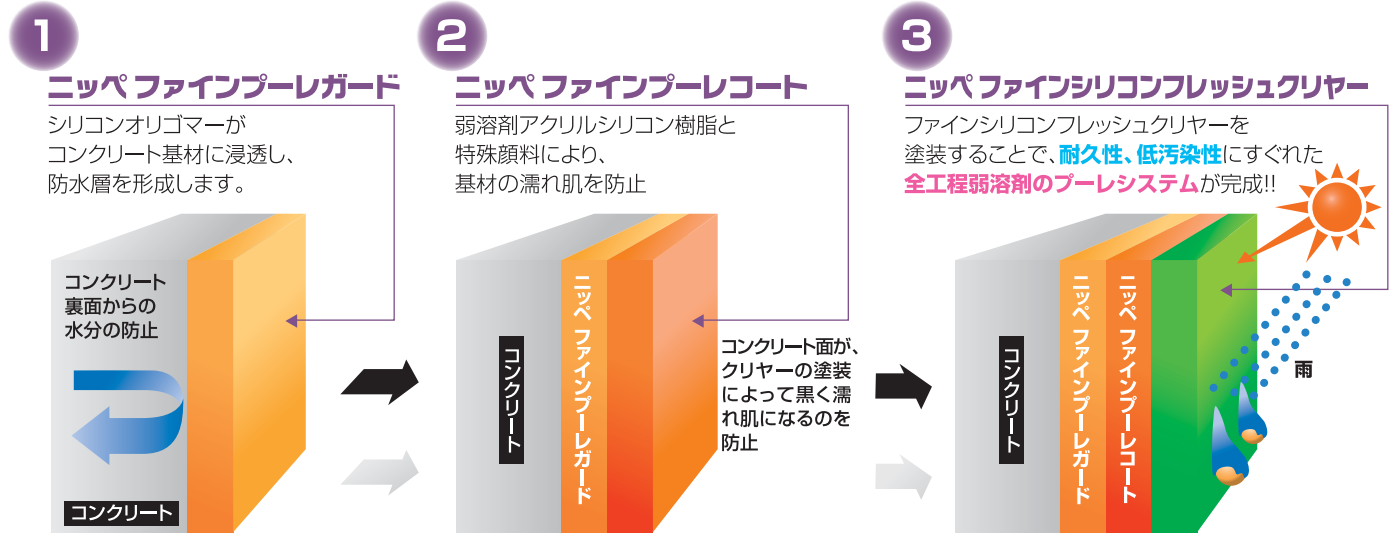 1
ニッペ ファインプーレガード
シリコンオリゴマーが
コンクリート基材に浸透し、
防水層を形成します。
コンクリート
裏面からの
水分の防止
コンクリート
2
ニッペ ファインプーレコート
弱溶剤アクリルシリコン樹脂と
特殊顔料により、
基材の濡れ肌を防止
コンクリート
ニッペ ファインプーレガード
コンクリート面が、
クリヤーの塗装
によって黒く濡
れ肌になるのを
防止
3
ニッペ ファインシリコンフレッシュクリヤー
ファインシリコンフレッシュクリヤーを
塗装することで、耐久性、低汚染性にすぐれた
全工程弱溶剤のプーレシステムが完成!!
コンクリート
ニッペ ファインプーレガード
ニッペ ファインプーレコート
雨